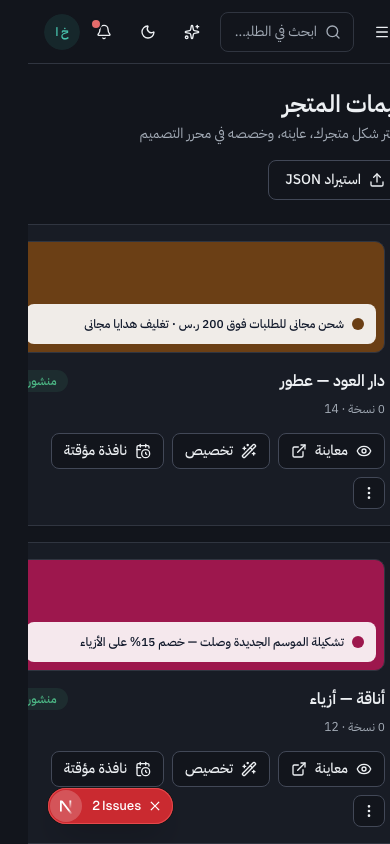 ابحث في الطلبـ...
خ ا
يمات المتجر
تر شكل متجرك، عاينه، وخصصه في محرر التصميم
استيراد JSON
شحن مجاني للطلبات فوق 200 ر.س · تغليف هدايا مجاني
دار العود — عطور
منشور
0 نسخة · 14
معاينة
تخصيص
نافذة مؤقتة
تشكيلة الموسم الجديدة وصلت — خصم 15% على الأزياء
أناقة — أزياء
منشور
0 نسخة · 12
معاينة
تخصيص
نافذة مؤقتة
N 2 Issues